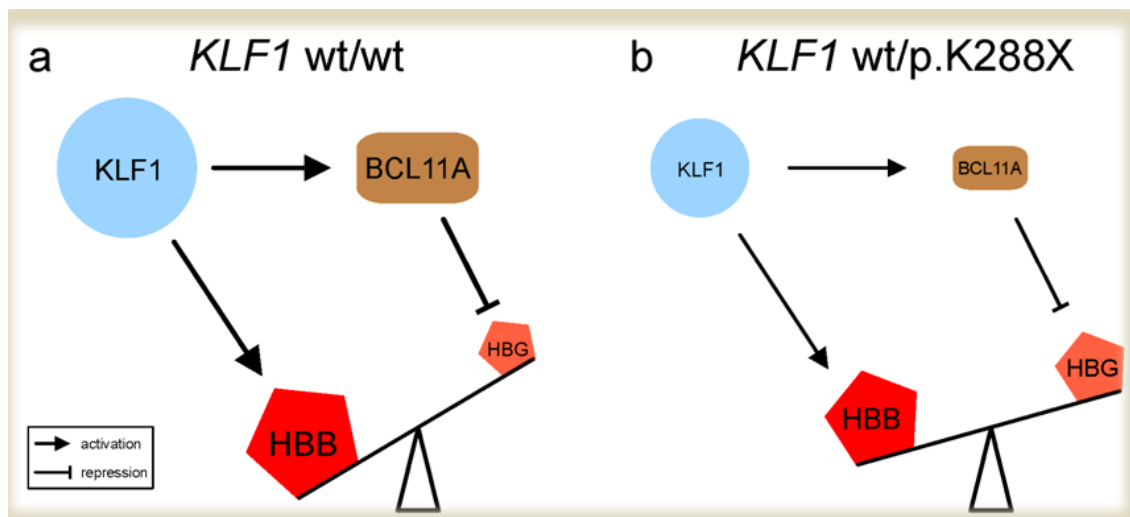 a
KLF1 wt/wt
KLF1
BCL11A
HBG
HBB
activation
repression
b
KLF1 wt/p.K288X
KLF1
BCL11A
HBG
HBB